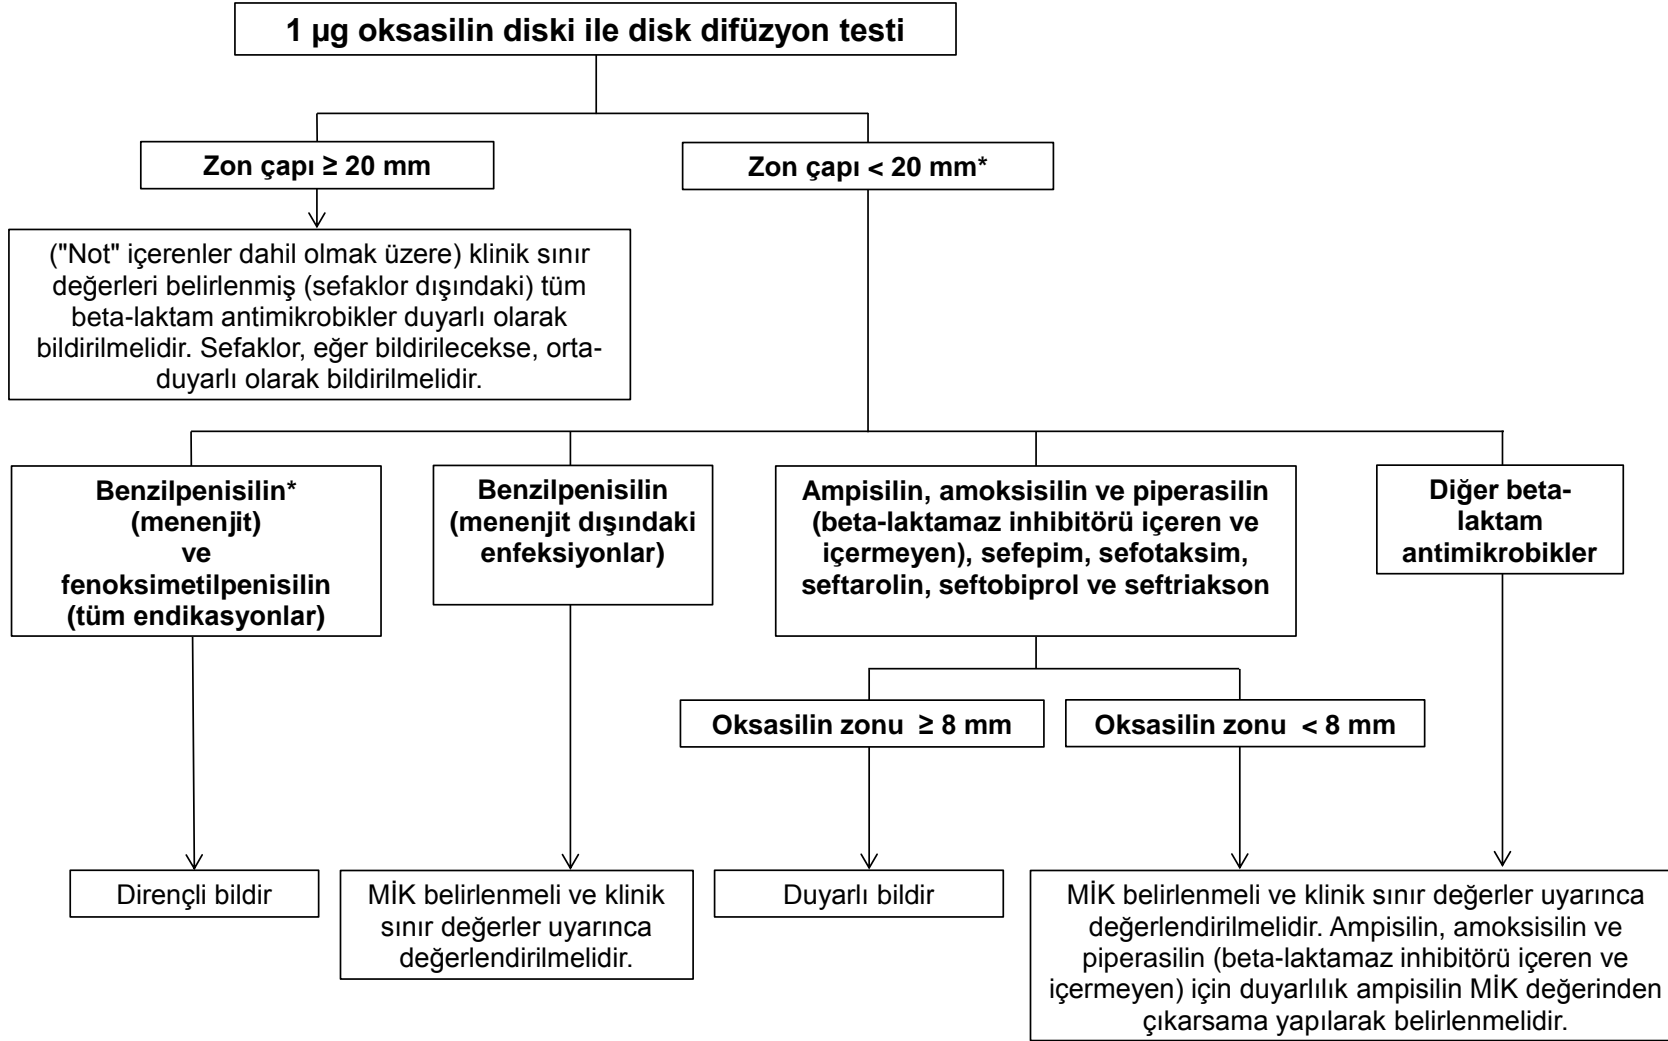 1 µg oksasilin diski ile disk difüzyon testi
Zon çapı ≥ 20 mm
Zon çapı < 20 mm*
("Not" içerenler dahil olmak üzere) klinik sınır
değerleri belirlenmiş (sefaklor dışındaki) tüm
beta-laktam antimikrobikler duyarlı olarak
bildirilmelidir. Sefaklor, eğer bildirilecekse, orta-
duyarlı olarak bildirilmelidir.
Benzilpenisilin*
(menenjit)
ve
fenoksimetilpenisilin
(tüm endikasyonlar)
Benzilpenisilin
(menenjit dışındaki
enfeksiyonlar)
Ampisilin, amoksisilin ve piperasilin
(beta-laktamaz inhibitörü içeren ve
içermeyen), sefepim, sefotaksim,
seftarolin, seftobiprol ve seftriakson
Diğer beta-
laktam
antimikrobikler
Oksasilin zonu ≥ 8 mm
Oksasilin zonu < 8 mm
Dirençli bildir
MİK belirlenmeli ve klinik
sınır değerler uyarınca
değerlendirilmelidir.
Duyarlı bildir
MİK belirlenmeli ve klinik sınır değerler uyarınca
değerlendirilmelidir. Ampisilin, amoksisilin ve
piperasilin (beta-laktamaz inhibitörü içeren ve
içermeyen) için duyarlılık ampisilin MİK değerinden
çıkarsama yapılarak belirlenmelidir.